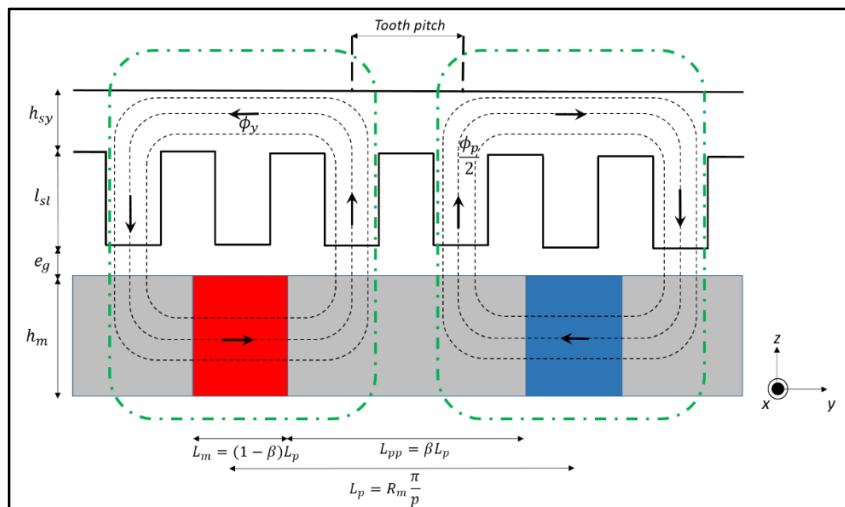 Tooth pitch
h_sy
ϕ_y
ϕ_p/2
l_sl
e_g
h_m
z
x
y
L_m = (1 − β)L_p
L_pp = βL_p
L_p = R_m π/p